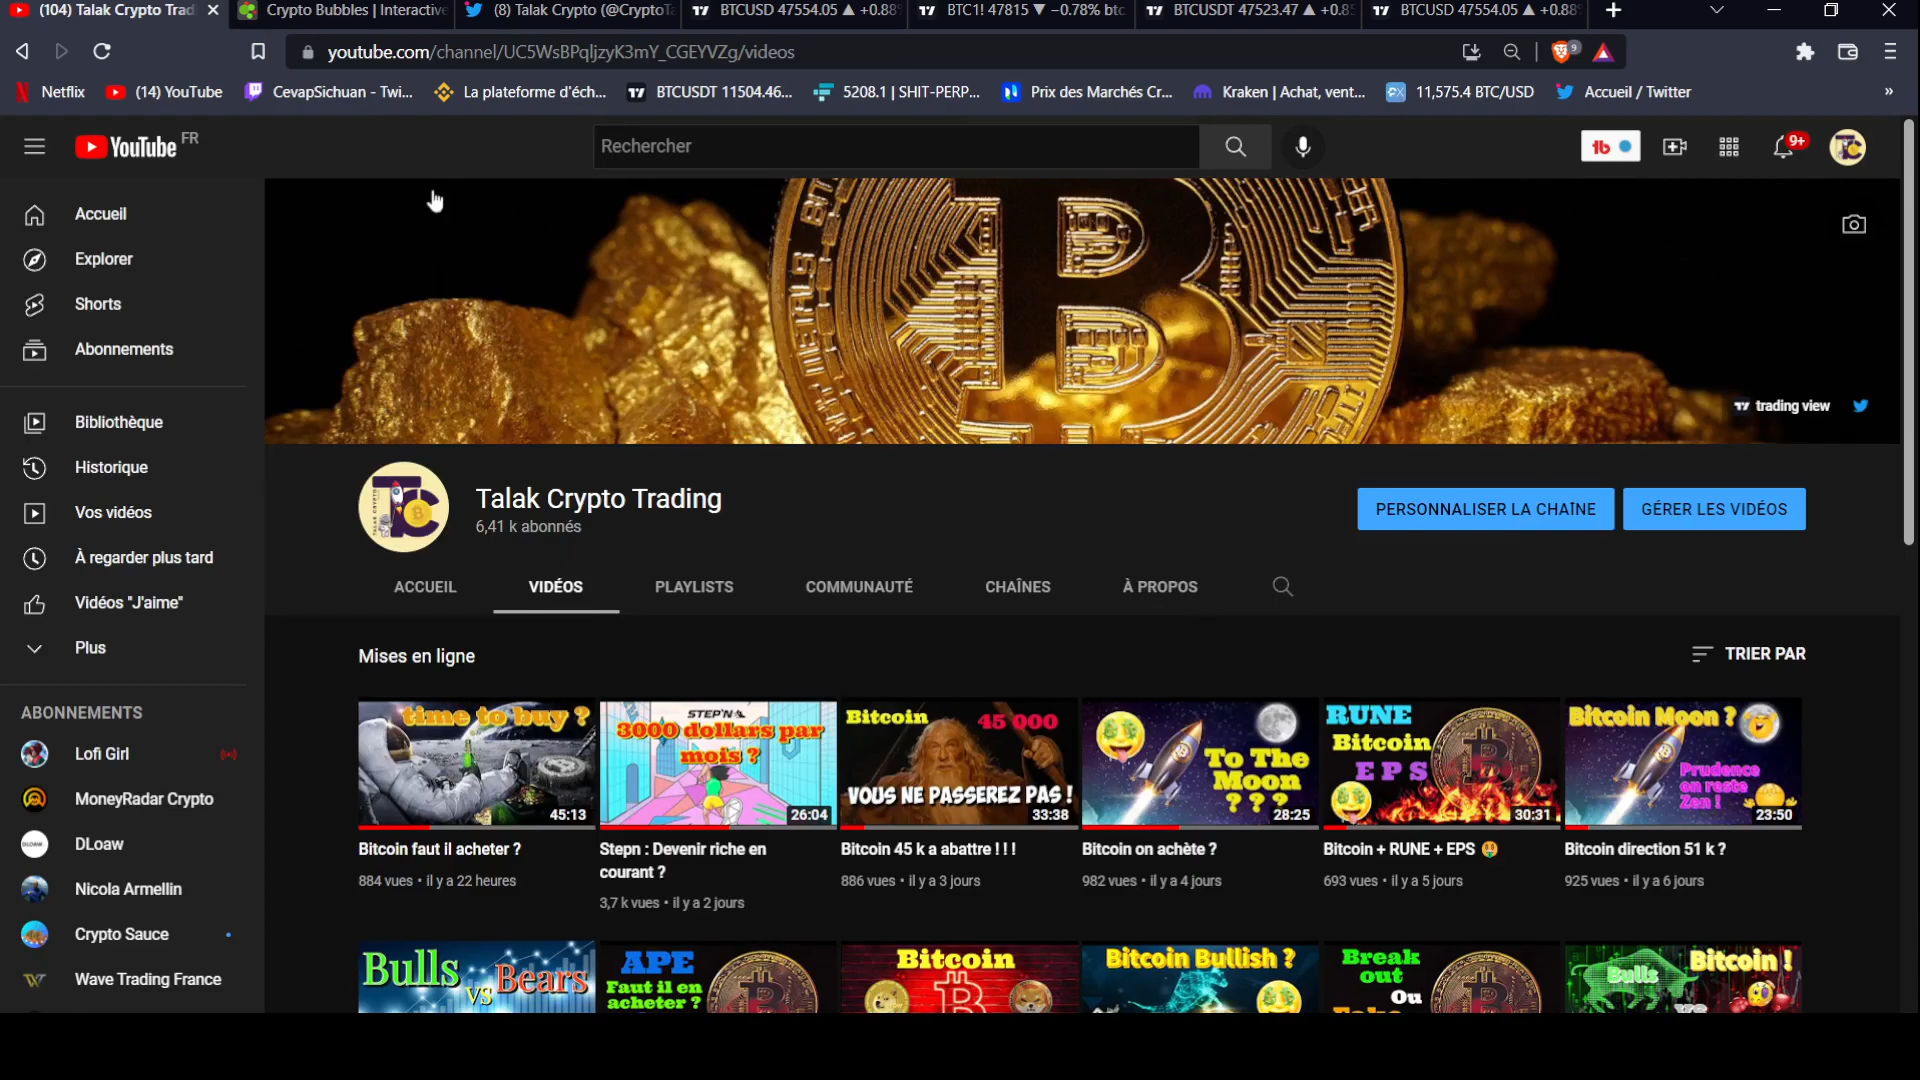 (104) Talak Crypto Trad
Crypto Bubbles | Interactive
(8) Talak Crypto (@CryptoTa
BTCUSD 47554.05 ▲ +0.88%
BTC1! 47815 ▼ −0.78% btc
BTCUSDT 47523.47 ▲ +0.85
BTCUSD 47554.05 ▲ +0.88%
youtube.com/channel/UC5WsBPqljzyK3mY_CGEYVZg/videos
9
Netflix
(14) YouTube
CevapSichuan - Twi...
La plateforme d'éch...
BTCUSDT 11504.46...
5208.1 | SHIT-PERP...
Prix des Marchés Cr...
Kraken | Achat, vent...
11,575.4 BTC/USD
Accueil / Twitter
»
YouTube FR
Rechercher
9+
Accueil
Explorer
Shorts
Abonnements
Bibliothèque
Historique
Vos vidéos
À regarder plus tard
Vidéos "J'aime"
Plus
ABONNEMENTS
Lofi Girl
MoneyRadar Crypto
DLoaw
Nicola Armellin
Crypto Sauce
Wave Trading France
trading view
Talak Crypto Trading
6,41 k abonnés
PERSONNALISER LA CHAÎNE
GÉRER LES VIDÉOS
ACCUEIL
VIDÉOS
PLAYLISTS
COMMUNAUTÉ
CHAÎNES
À PROPOS
Mises en ligne
TRIER PAR
time to buy ?
45:13
Bitcoin faut il acheter ?
884 vues • il y a 22 heures
STEP'N
3000 dollars par
mois ?
26:04
Stepn : Devenir riche en
courant ?
3,7 k vues • il y a 2 jours
Bitcoin
45 000
VOUS NE PASSEREZ PAS !
33:38
Bitcoin 45 k a abattre ! ! !
886 vues • il y a 3 jours
To The
Moon
? ? ?
28:25
Bitcoin on achète ?
982 vues • il y a 4 jours
RUNE
Bitcoin
EPS
30:31
Bitcoin + RUNE + EPS 🤑
693 vues • il y a 5 jours
Bitcoin Moon ?
Prudence
on reste
Zen !
23:50
Bitcoin direction 51 k ?
925 vues • il y a 6 jours
Bulls
vs Bears
APE
Faut il en
acheter ?
Bitcoin
Bitcoin Bullish ?
Break
out
Ou
Fake
Bulls
Bitcoin !
vs